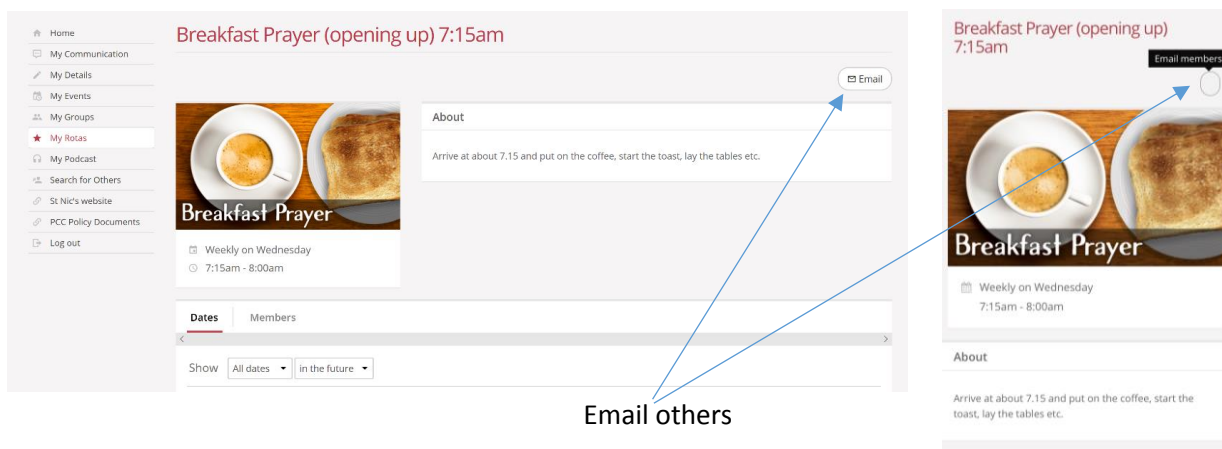 Home
My Communication
My Details
My Events
My Groups
My Rotas
My Podcast
Search for Others
St Nic's website
PCC Policy Documents
Log out
Breakfast Prayer (opening up) 7:15am
Email
Breakfast Prayer
Weekly on Wednesday
7:15am - 8:00am
About
Arrive at about 7.15 and put on the coffee, start the toast, lay the tables etc.
Dates Members
Show All dates in the future
Email others
Breakfast Prayer (opening up)
7:15am
Email members
Breakfast Prayer
Weekly on Wednesday
7:15am - 8:00am
About
Arrive at about 7.15 and put on the coffee, start the
toast, lay the tables etc.